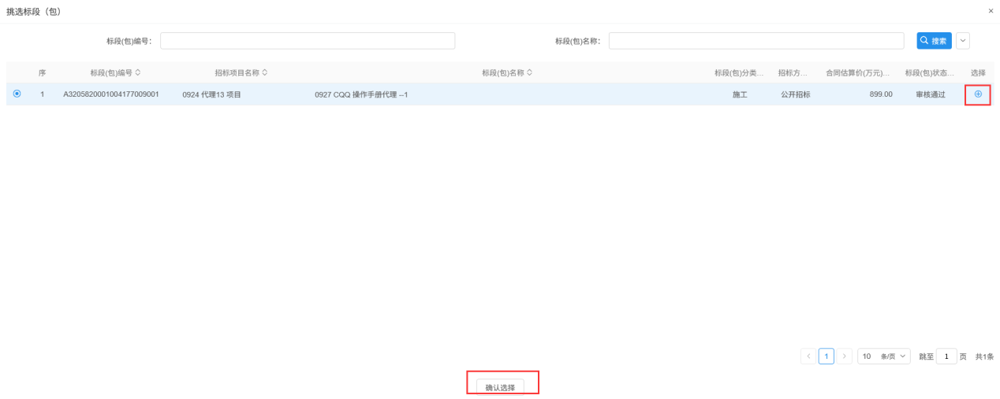 挑选标段（包）
标段(包)编号： 标段(包)名称： 搜索
序 标段(包)编号 招标项目名称 标段(包)名称 标段(包)分类... 招标方... 合同估算价(万元)... 标段(包)状态... 选择
1 A3205820001004177009001 0924 代理13 项目 0927 CQQ 操作手册代理 --1 施工 公开招标 899.00 审核通过
1 10 条/页 跳至 1 页 共1条
确认选择